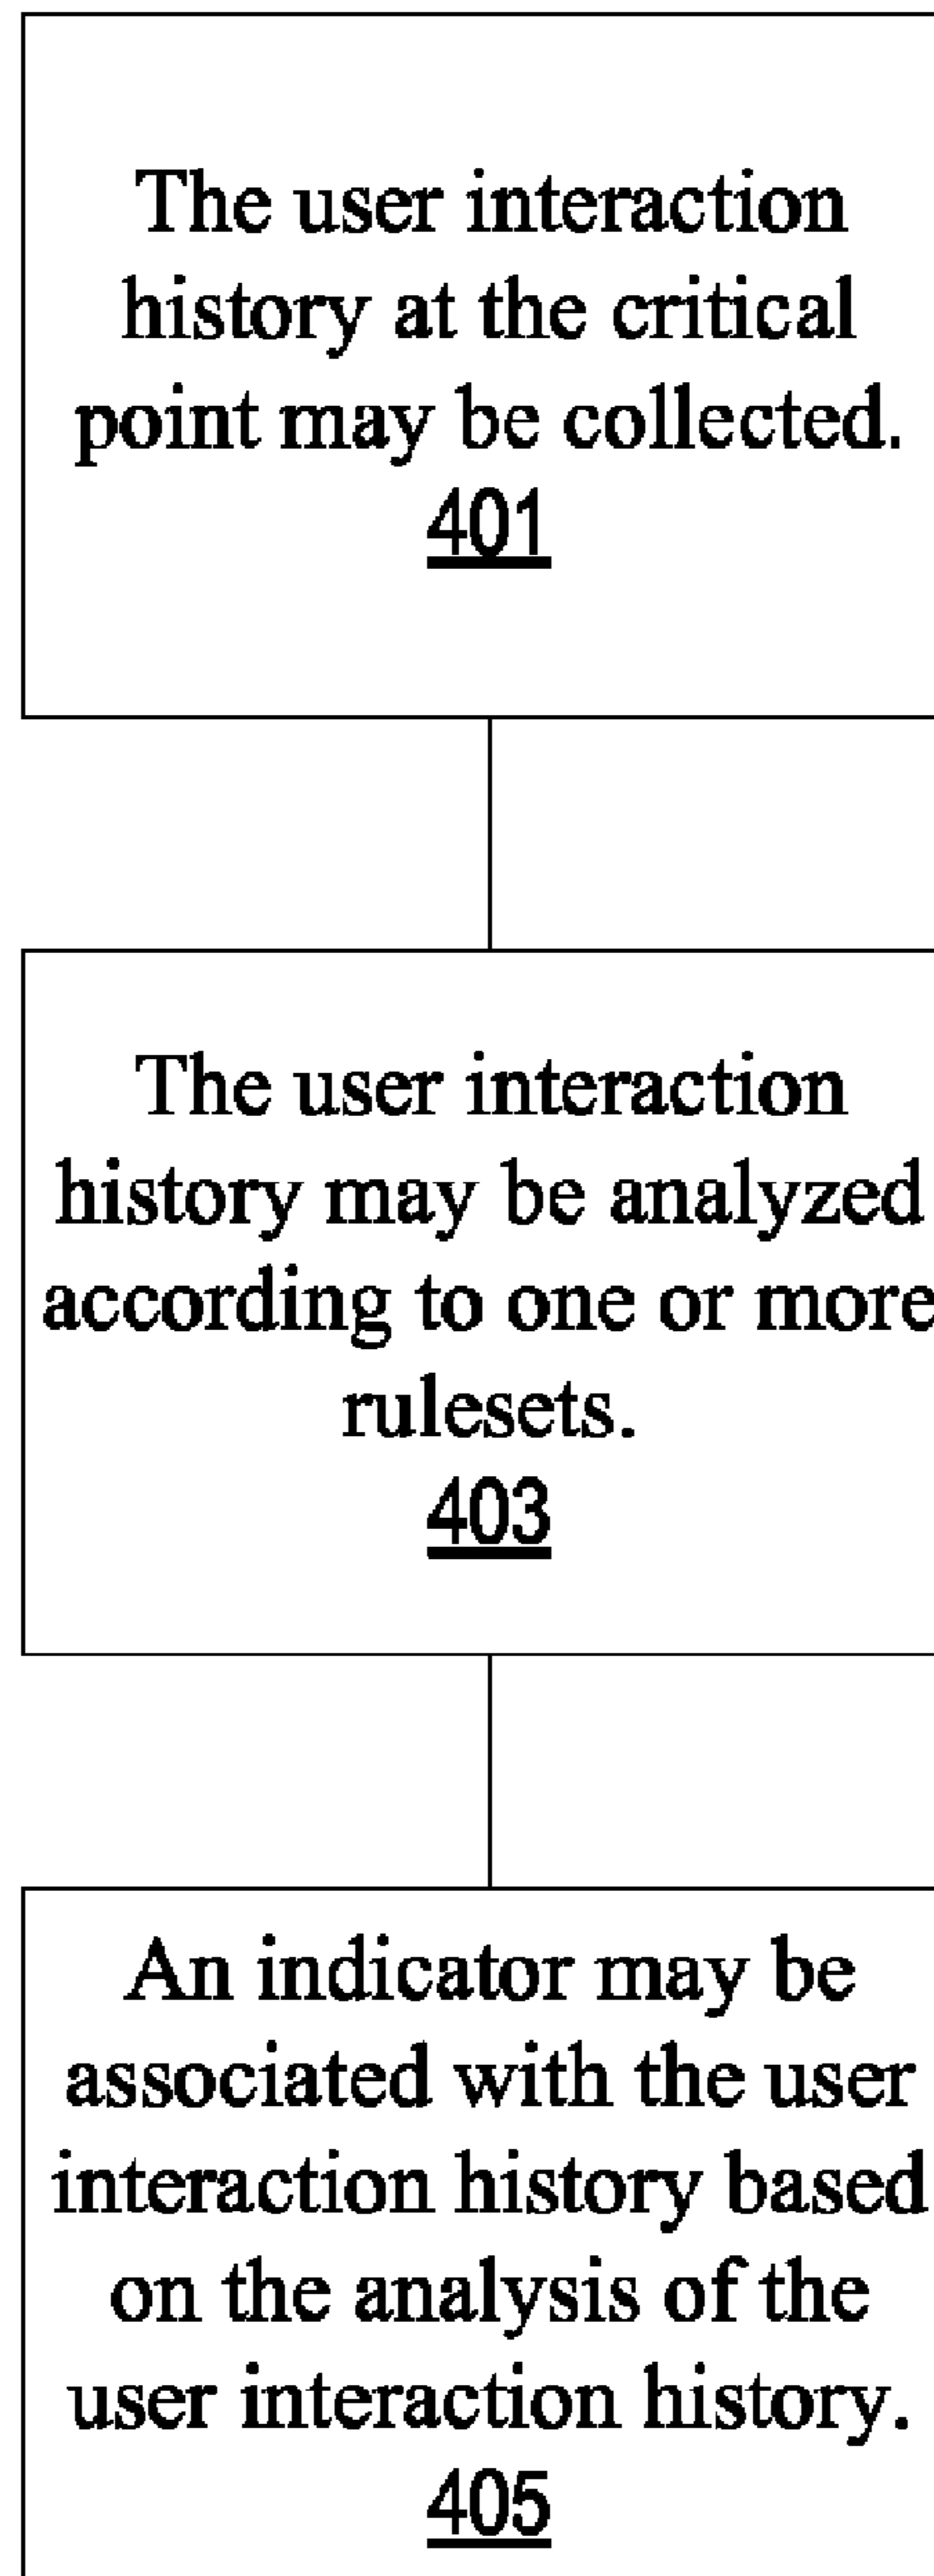 The user interaction
history at the critical
point may be collected.
401
The user interaction
history may be analyzed
according to one or more
rulesets.
403
An indicator may be
associated with the user
interaction history based
on the analysis of the
user interaction history.
405